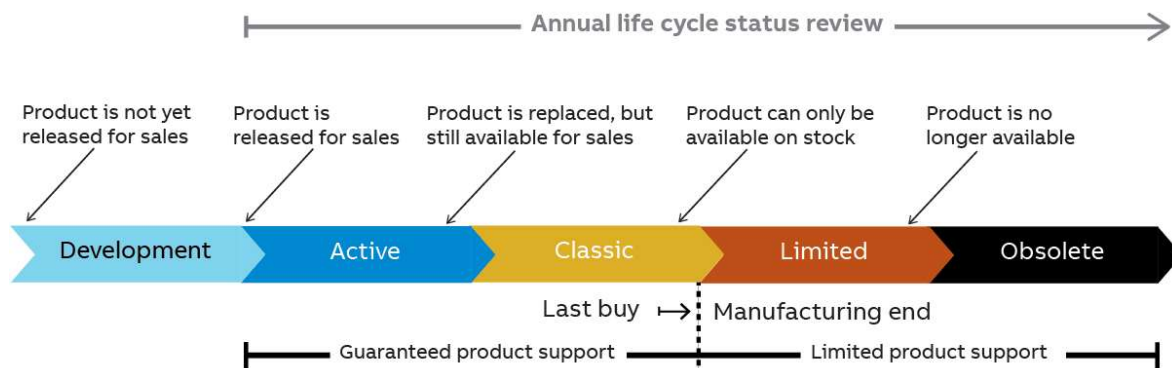 Annual life cycle status review
Product is not yet
released for sales
Product is
released for sales
Product is replaced, but
still available for sales
Product can only be
available on stock
Product is no
longer available
Development
Active
Classic
Limited
Obsolete
Last buy
Manufacturing end
Guaranteed product support
Limited product support